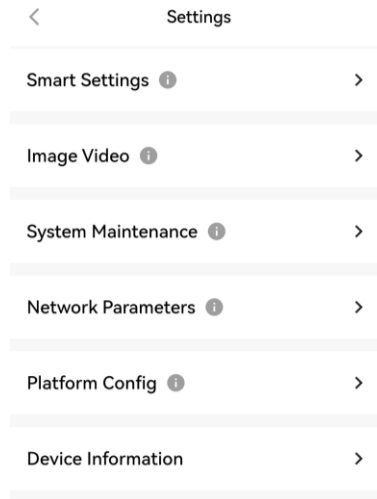 Settings
Smart Settings
Image Video
System Maintenance
Network Parameters
Platform Config
Device Information